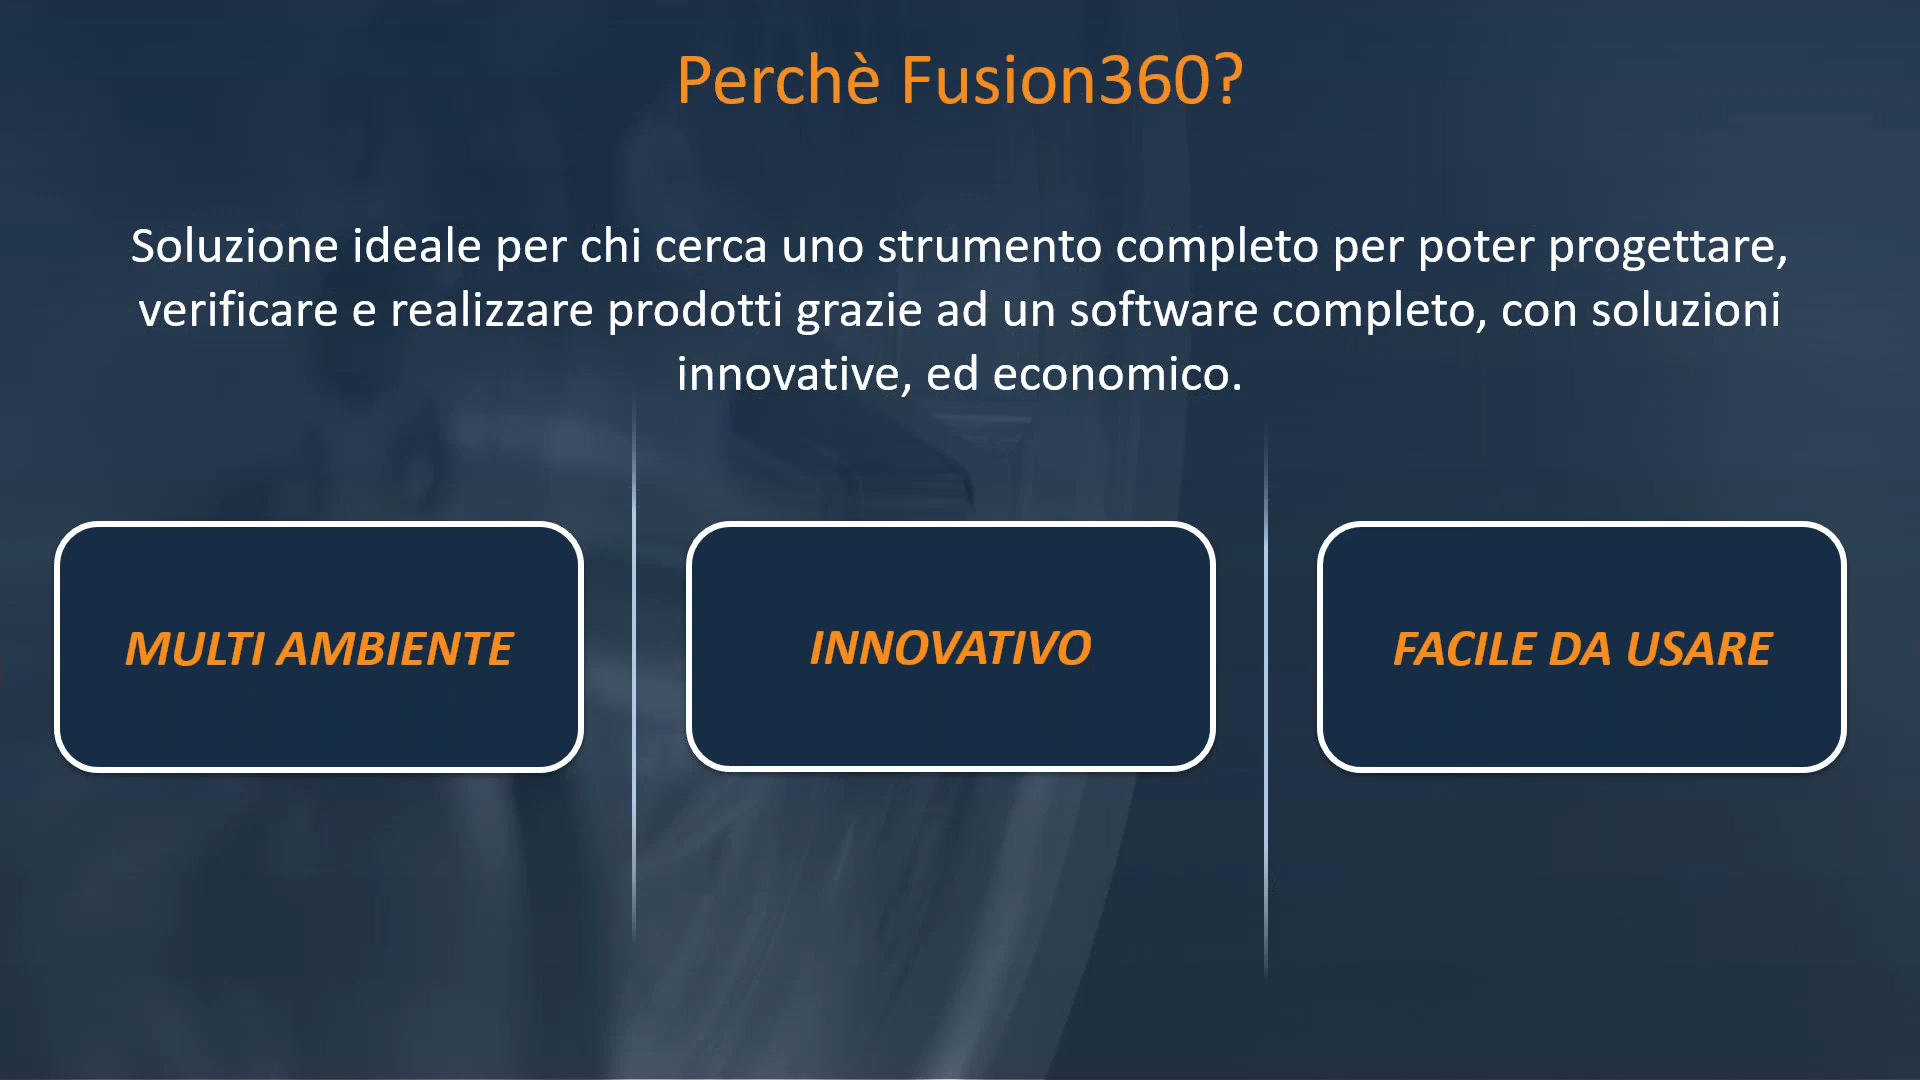 Perchè Fusion360?
Soluzione ideale per chi cerca uno strumento completo per poter progettare,
verificare e realizzare prodotti grazie ad un software completo, con soluzioni
innovative, ed economico.
MULTI AMBIENTE
INNOVATIVO
FACILE DA USARE